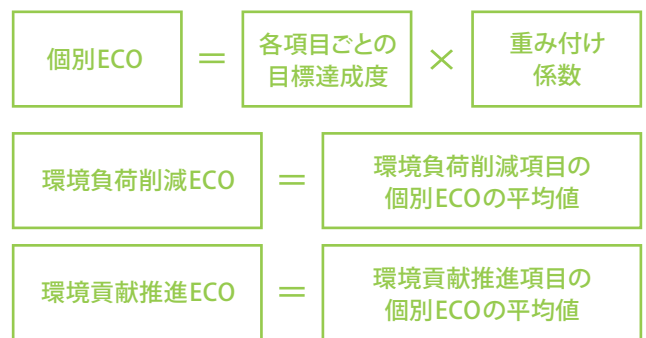 個別ECO = 各項目ごとの目標達成度 × 重み付け係数
環境負荷削減ECO = 環境負荷削減項目の個別ECOの平均値
環境貢献推進ECO = 環境貢献推進項目の個別ECOの平均値